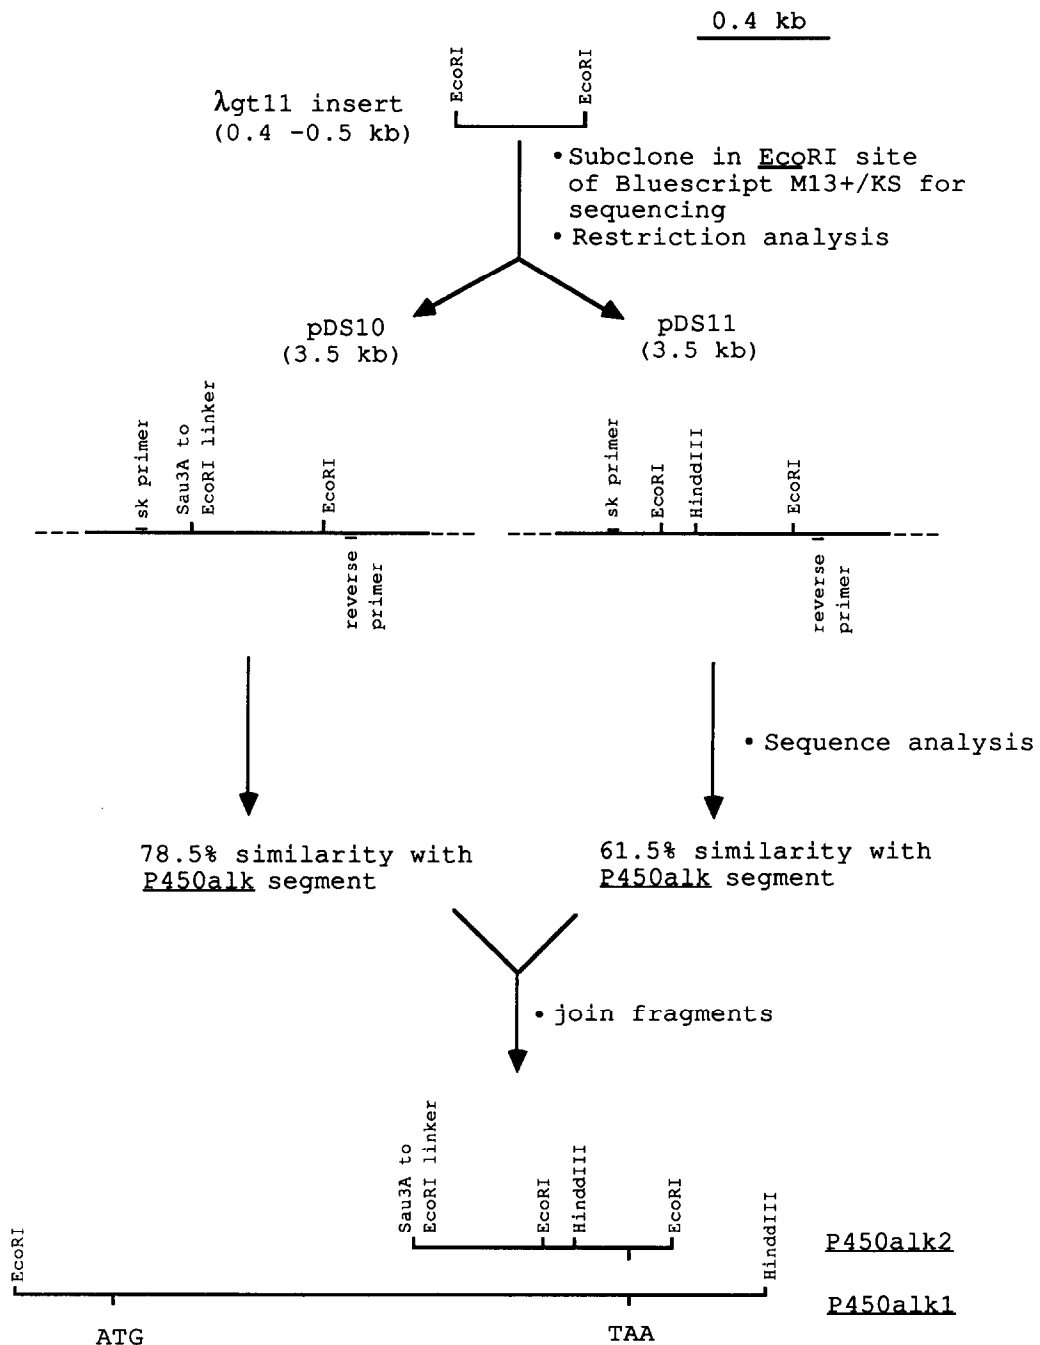 0.4 kb
EcoRI
EcoRI
λgt11 insert
(0.4 -0.5 kb)
• Subclone in EcoRI site
of Bluescript M13+/KS for
sequencing
• Restriction analysis
pDS10
(3.5 kb)
pDS11
(3.5 kb)
sk primer
Sau3A to
EcoRI linker
EcoRI
reverse
primer
sk primer
EcoRI
HinddIII
EcoRI
reverse
primer
• Sequence analysis
78.5% similarity with
P450alk segment
61.5% similarity with
P450alk segment
• join fragments
Sau3A to
EcoRI linker
EcoRI
HinddIII
EcoRI
P450alk2
EcoRI
HinddIII
P450alk1
ATG
TAA